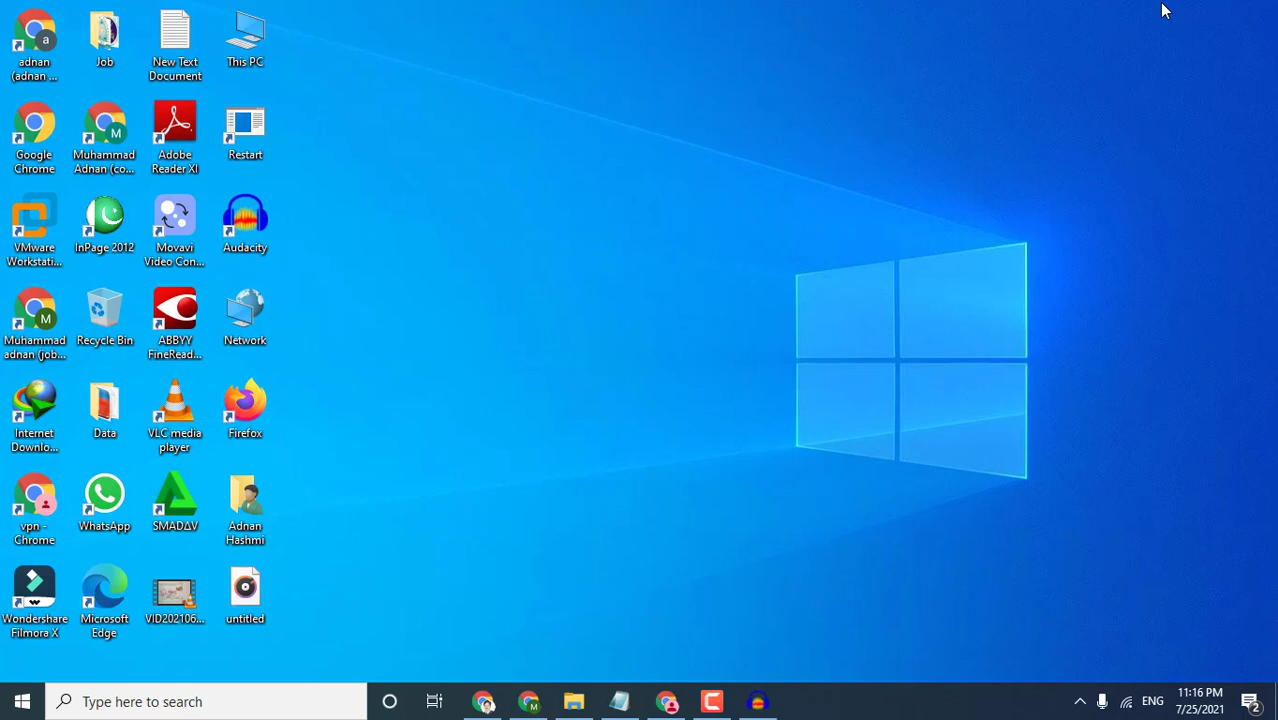 adnan
(adnan ...
Job
New Text
Document
This PC
Google
Chrome
Muhammad
Adnan (co...
Adobe
Reader XI
Restart
VMware
Workstati...
InPage 2012
Movavi
Video Con...
Audacity
Muhammad
adnan (job...
Recycle Bin
ABBYY
FineRead...
Network
Internet
Downlo...
Data
VLC media
player
Firefox
vpn -
Chrome
WhatsApp
SMADΔV
Adnan
Hashmi
Wondershare
Filmora X
Microsoft
Edge
VID202106...
untitled
Type here to search
ENG
11:16 PM
7/25/2021
2